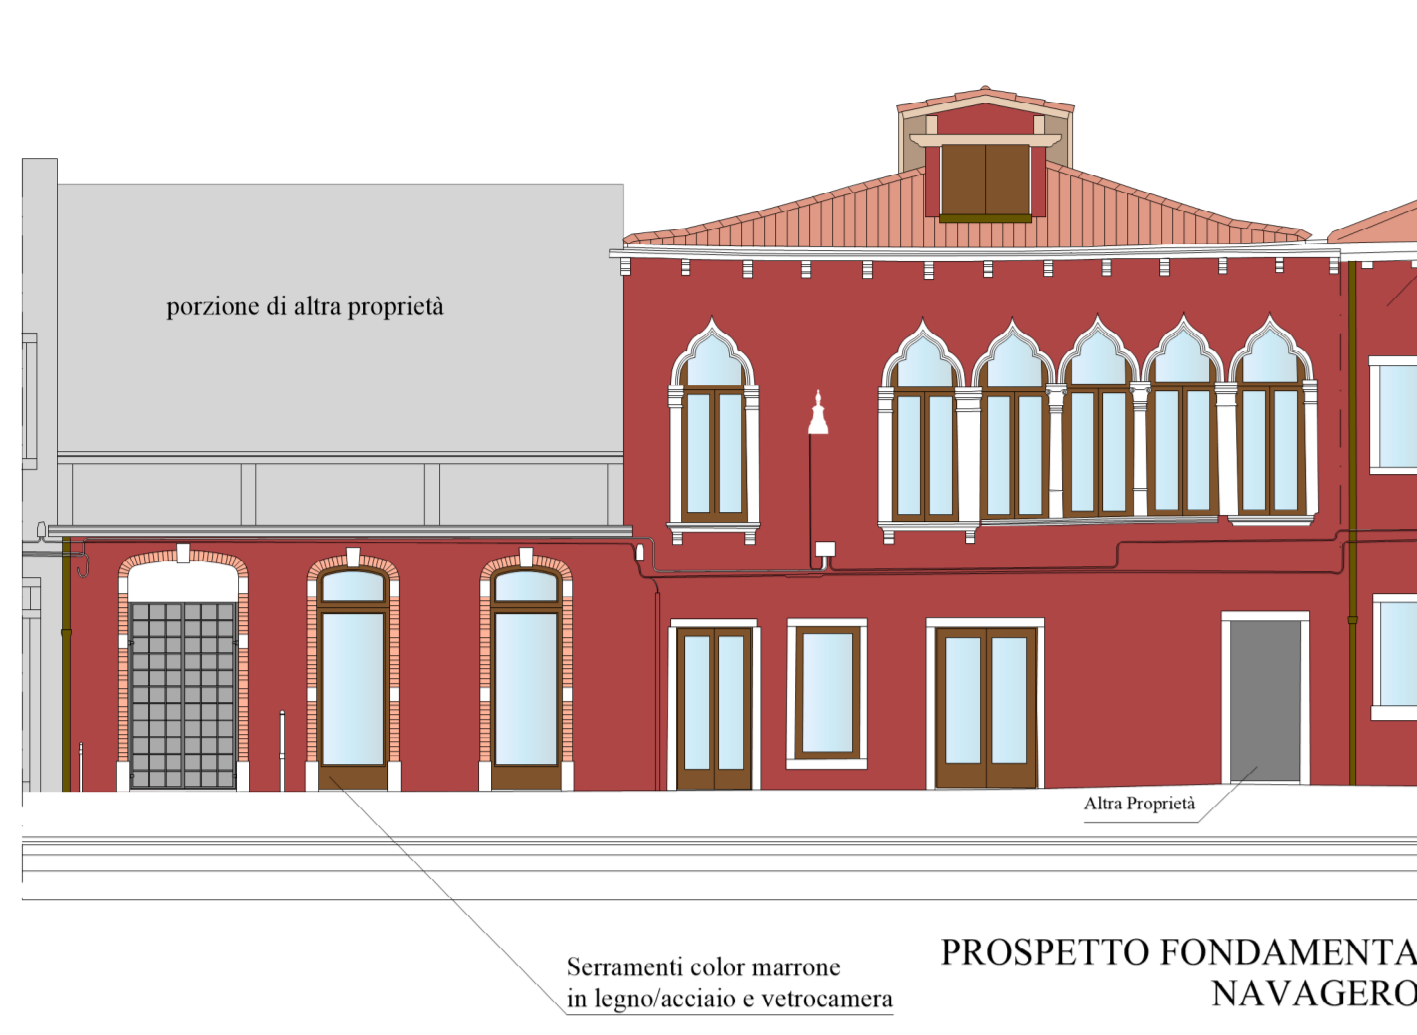 porzione di altra proprietà
Altra Proprietà
Serramenti color marrone
in legno/acciaio e vetrocamera
PROSPETTO FONDAMENTA
NAVAGERO